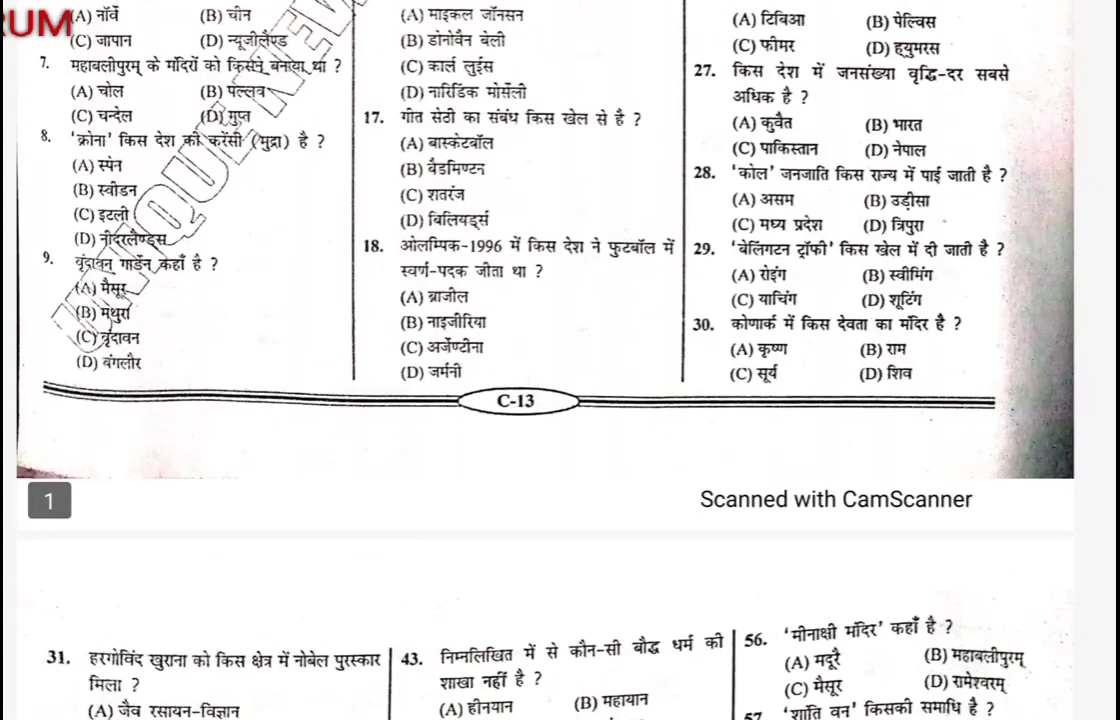 UM
(A) नॉर्वे (B) चीन
(C) जापान (D) न्यूजीलैण्ड
7. महाबलीपुरम् के मंदिरों को किसने बनाया था ?
(A) चोल (B) पल्लव
(C) चन्देल (D) गुप्त
8. 'क्रोना' किस देश की करेंसी (मुद्रा) है ?
(A) स्पेन
(B) स्वीडन
(C) इटली
(D) नीदरलैण्ड्स
9. वृंदावन गार्डेन कहाँ है ?
(A) मैसूर
(B) मथुरा
(C) वृंदावन
(D) बंगलौर
(A) माइकल जॉनसन
(B) डोनोवैन बेली
(C) कार्ल लुईस
(D) नारिडिक मोर्सेली
17. गीत सेठी का संबंध किस खेल से है ?
(A) बास्केटबॉल
(B) बैडमिण्टन
(C) शतरंज
(D) बिलियर्ड्स
18. ओलम्पिक-1996 में किस देश ने फुटबॉल में
स्वर्ण-पदक जीता था ?
(A) ब्राजील
(B) नाइजीरिया
(C) अर्जेण्टीना
(D) जर्मनी
(A) टिबिआ (B) पेल्विस
(C) फीमर (D) ह्युमरस
27. किस देश में जनसंख्या वृद्धि-दर सबसे
अधिक है ?
(A) कुवैत (B) भारत
(C) पाकिस्तान (D) नेपाल
28. 'कोल' जनजाति किस राज्य में पाई जाती है ?
(A) असम (B) उड़ीसा
(C) मध्य प्रदेश (D) त्रिपुरा
29. 'वेलिंगटन ट्रॉफी' किस खेल में दी जाती है ?
(A) रोइंग (B) स्वीमिंग
(C) याचिंग (D) शूटिंग
30. कोणार्क में किस देवता का मंदिर है ?
(A) कृष्ण (B) राम
(C) सूर्य (D) शिव
C-13
1
Scanned with CamScanner
31. हरगोविंद खुराना को किस क्षेत्र में नोबेल पुरस्कार
मिला ?
(A) जैव रसायन-विज्ञान
43. निम्नलिखित में से कौन-सी बौद्ध धर्म की
शाखा नहीं है ?
(A) हीनयान (B) महायान
56. 'मीनाक्षी मंदिर' कहाँ है ?
(A) मदूरै (B) महाबलीपुरम्
(C) मैसूर (D) रामेश्वरम्
57. 'शांति वन' किसकी समाधि है ?